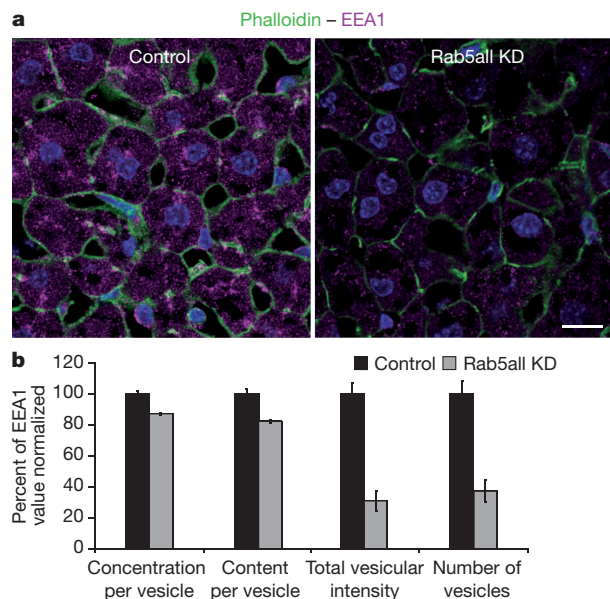 a
Phalloidin – EEA1
Control
Rab5all KD
b
Percent of EEA1
value normalized
120
100
80
60
40
20
0
Control
Rab5all KD
Concentration
per vesicle
Content
per vesicle
Total vesicular
intensity
Number of
vesicles